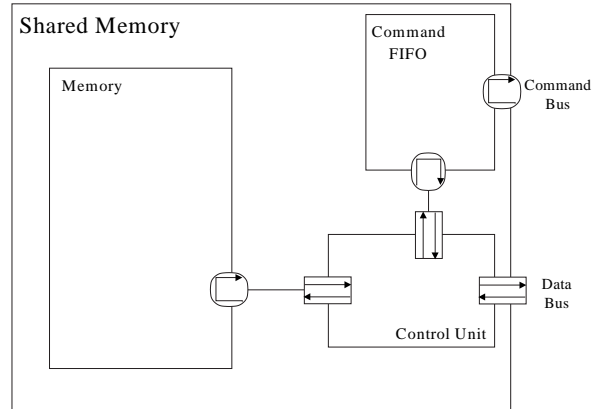 Shared Memory
Command
FIFO
Memory
Command
Bus
Data
Bus
Control Unit